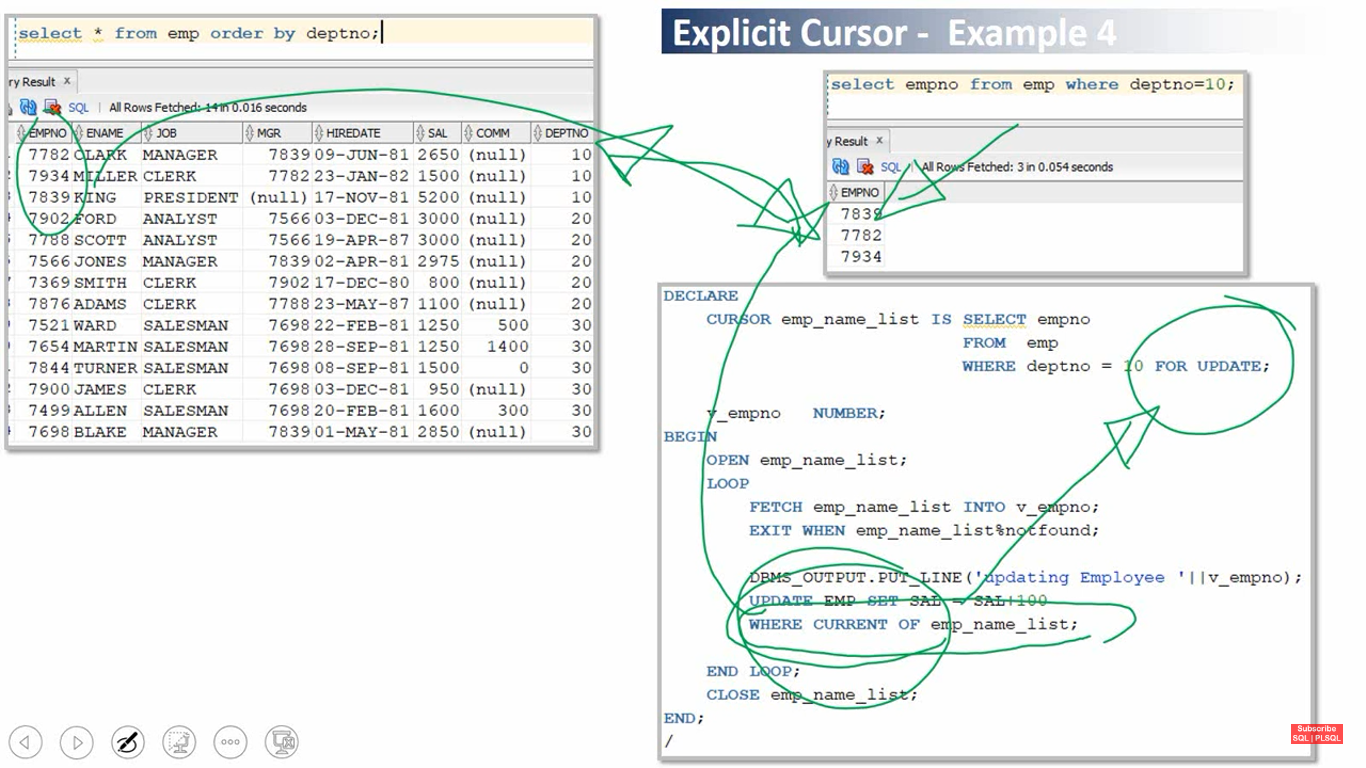 Explicit Cursor - Example 4
select * from emp order by deptno;
ry Result x
SQL | All Rows Fetched: 14 in 0.016 seconds
EMPNO ENAME JOB MGR HIREDATE SAL COMM DEPTNO
7782 CLARK MANAGER 7839 09-JUN-81 2650 (null) 10
7934 MILLER CLERK 7782 23-JAN-82 1500 (null) 10
7839 KING PRESIDENT (null) 17-NOV-81 5200 (null) 10
7902 FORD ANALYST 7566 03-DEC-81 3000 (null) 20
7788 SCOTT ANALYST 7566 19-APR-87 3000 (null) 20
7566 JONES MANAGER 7839 02-APR-81 2975 (null) 20
7369 SMITH CLERK 7902 17-DEC-80 800 (null) 20
7876 ADAMS CLERK 7788 23-MAY-87 1100 (null) 20
7521 WARD SALESMAN 7698 22-FEB-81 1250 500 30
7654 MARTIN SALESMAN 7698 28-SEP-81 1250 1400 30
7844 TURNER SALESMAN 7698 08-SEP-81 1500 0 30
7900 JAMES CLERK 7698 03-DEC-81 950 (null) 30
7499 ALLEN SALESMAN 7698 20-FEB-81 1600 300 30
7698 BLAKE MANAGER 7839 01-MAY-81 2850 (null) 30
select empno from emp where deptno=10;
y Result x
SQL | All Rows Fetched: 3 in 0.054 seconds
EMPNO
7839
7782
7934
DECLARE
CURSOR emp_name_list IS SELECT empno
FROM emp
WHERE deptno = 10 FOR UPDATE;
v_empno NUMBER;
BEGIN
OPEN emp_name_list;
LOOP
FETCH emp_name_list INTO v_empno;
EXIT WHEN emp_name_list%notfound;
DBMS_OUTPUT.PUT_LINE('updating Employee '||v_empno);
UPDATE EMP SET SAL = SAL+100
WHERE CURRENT OF emp_name_list;
END LOOP;
CLOSE emp_name_list;
END;
/
Subscribe
SQL | PLSQL